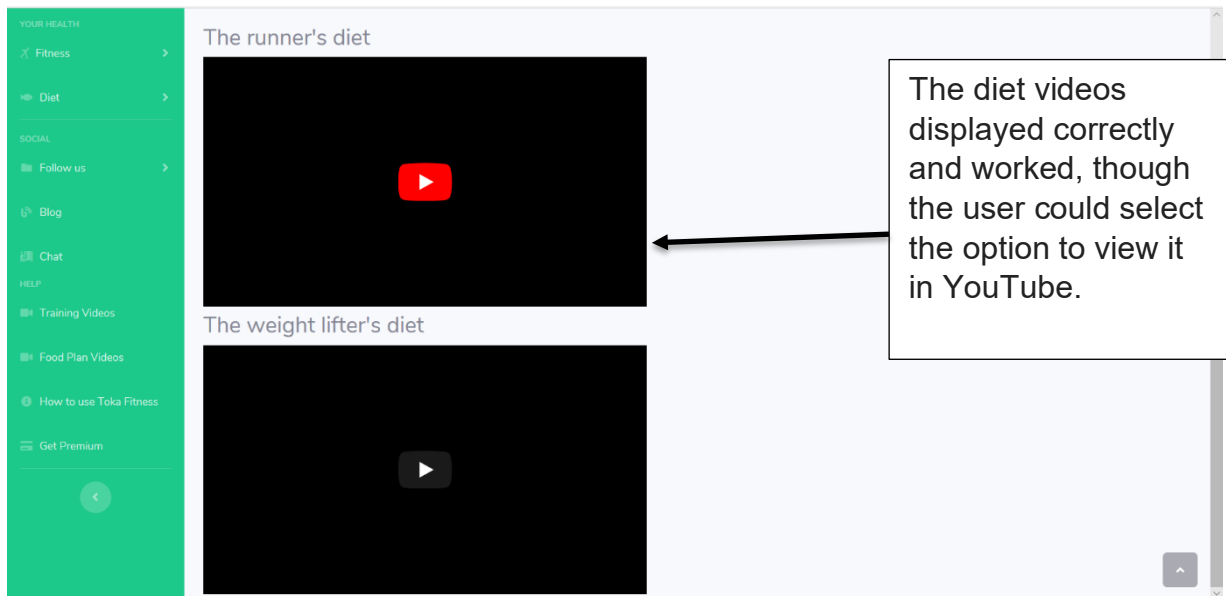 YOUR HEALTH
Fitness
Diet
SOCIAL
Follow us
Blog
Chat
HELP
Training Videos
Food Plan Videos
How to use Toka Fitness
Get Premium
The runner's diet
The weight lifter's diet
The diet videos
displayed correctly
and worked, though
the user could select
the option to view it
in YouTube.